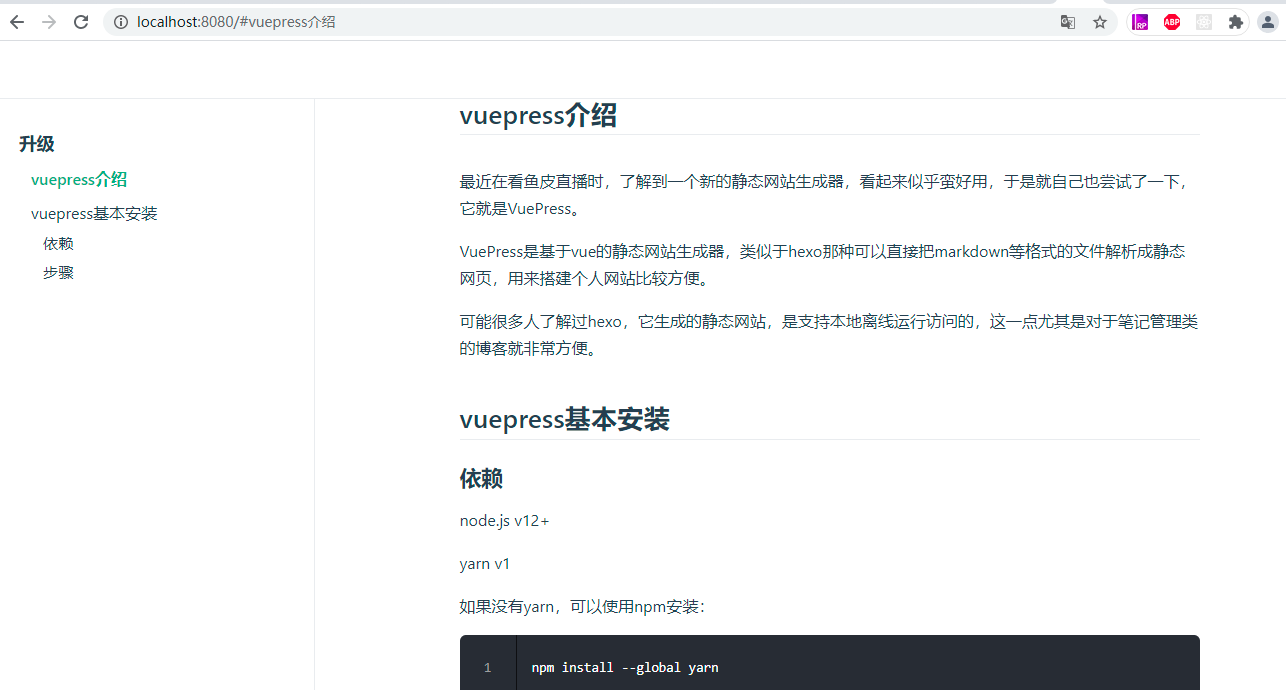 localhost:8080/#vuepress介绍
RP
ABP
升级
vuepress介绍
vuepress基本安装
依赖
步骤
vuepress介绍
最近在看鱼皮直播时，了解到一个新的静态网站生成器，看起来似乎蛮好用，于是就自己也尝试了一下，
它就是VuePress。
VuePress是基于vue的静态网站生成器，类似于hexo那种可以直接把markdown等格式的文件解析成静态
网页，用来搭建个人网站比较方便。
可能很多人了解过hexo，它生成的静态网站，是支持本地离线运行访问的，这一点尤其是对于笔记管理类
的博客就非常方便。
vuepress基本安装
依赖
node.js v12+
yarn v1
如果没有yarn，可以使用npm安装：
1 npm install --global yarn